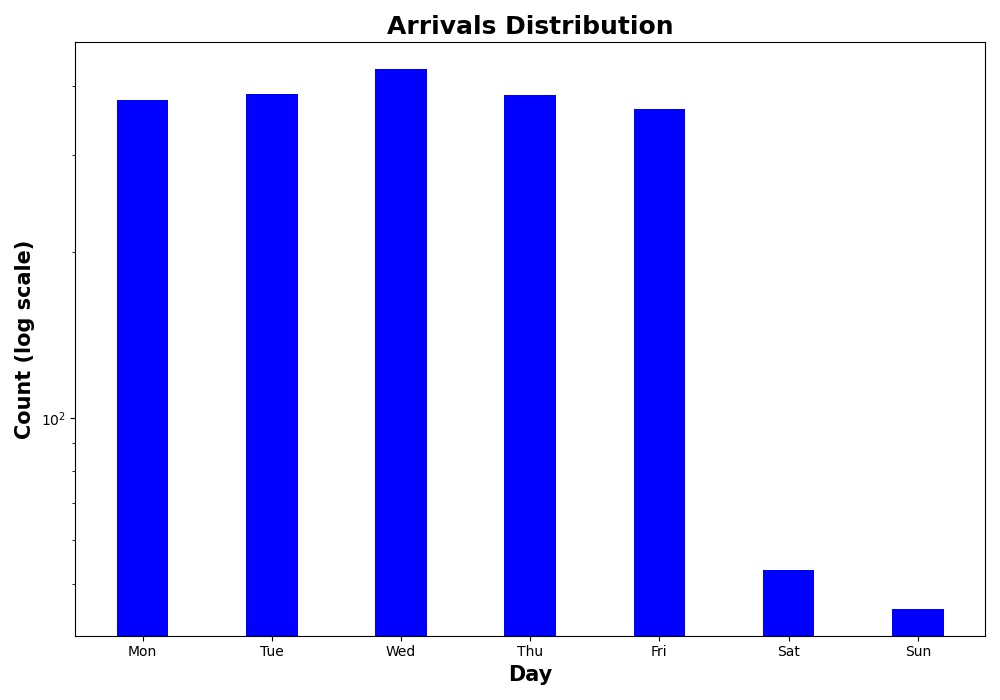 Arrivals Distribution
Count (log scale)
10²
Mon Tue Wed Thu Fri Sat Sun
Day